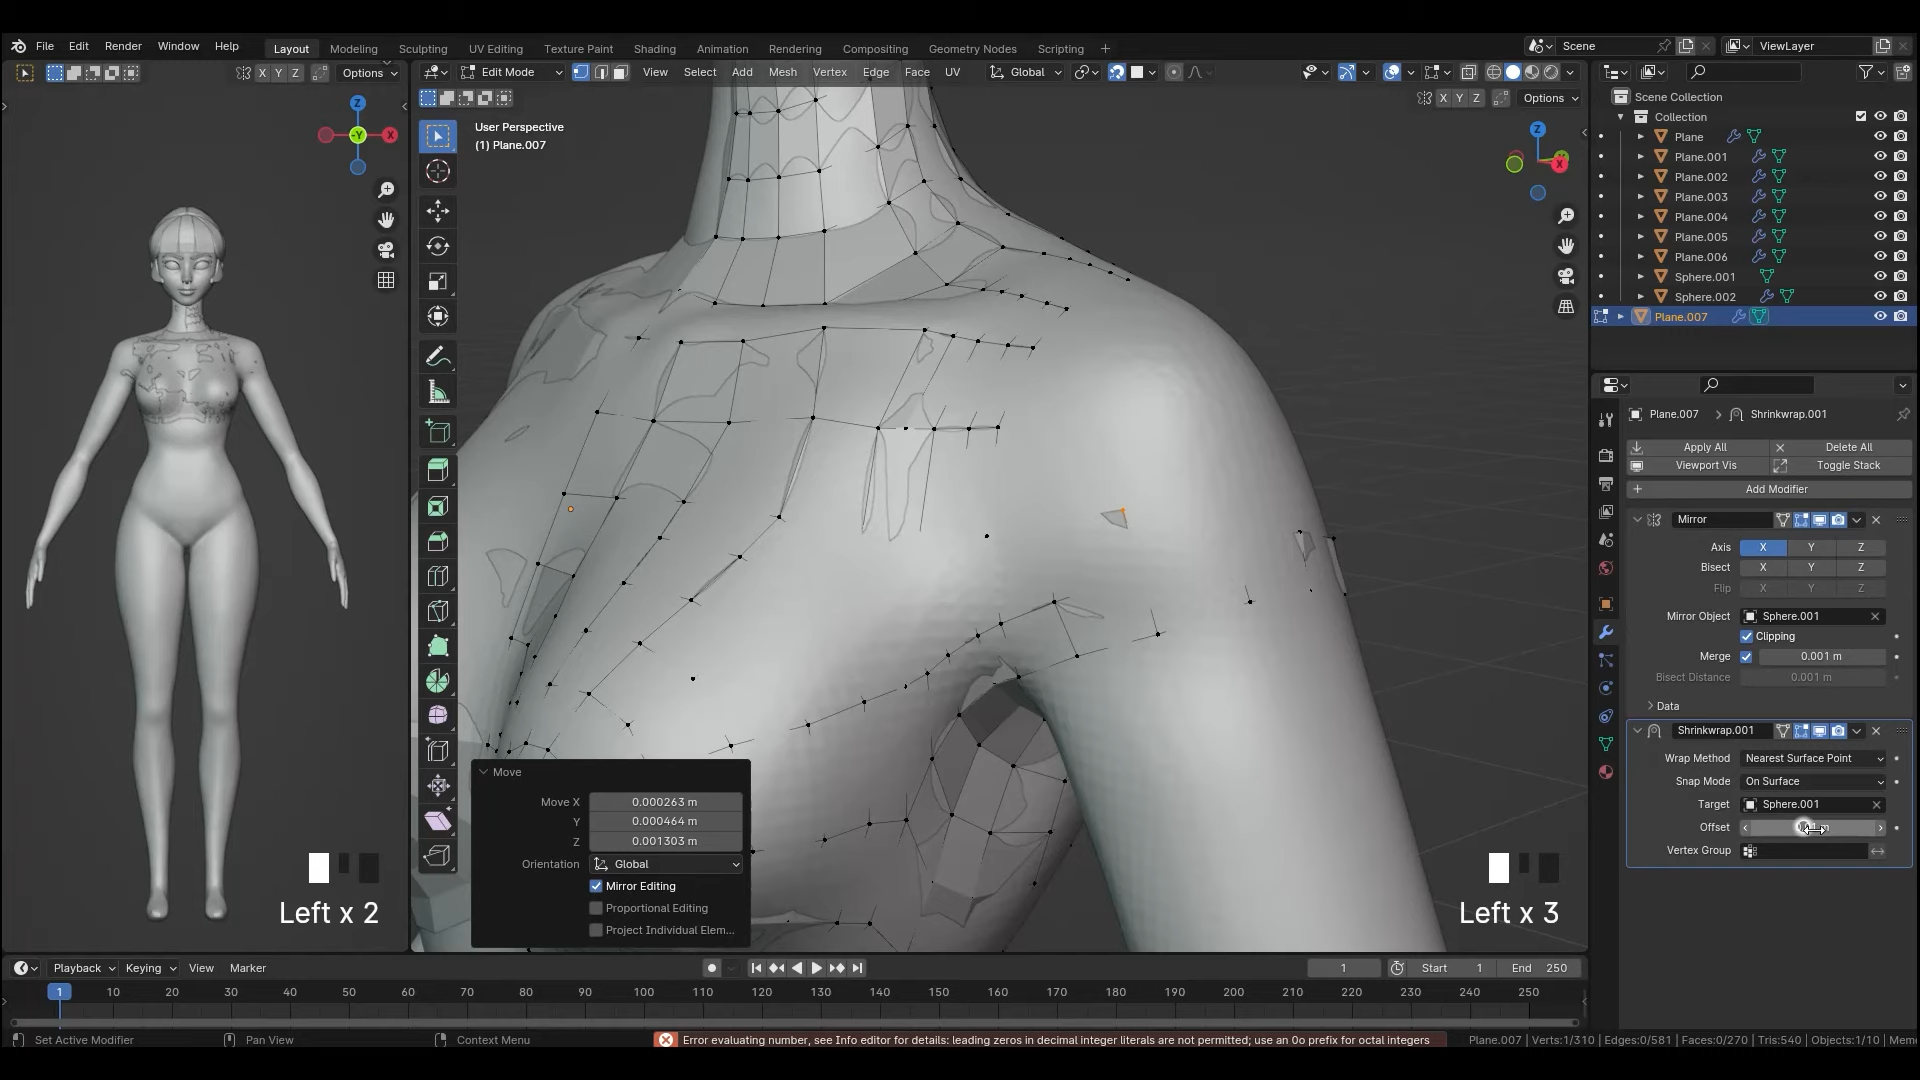 File Edit Render Window Help
Layout Modeling Sculpting UV Editing Texture Paint Shading Animation Rendering Compositing Geometry Nodes Scripting +
Scene ViewLayer
X Y Z Options
Edit Mode View Select Add Mesh Vertex Edge Face UV Global
X Y Z Options
User Perspective
(1) Plane.007
Z
X
-Y
Z
X
Scene Collection
Collection
Plane
Plane.001
Plane.002
Plane.003
Plane.004
Plane.005
Plane.006
Sphere.001
Sphere.002
Plane.007
Plane.007 > Shrinkwrap.001
Apply All Delete All
Viewport Vis Toggle Stack
Add Modifier
Mirror
Axis X Y Z
Bisect X Y Z
Flip X Y Z
Mirror Object Sphere.001
Clipping
Merge 0.001 m
Bisect Distance 0.001 m
Data
Shrinkwrap.001
Wrap Method Nearest Surface Point
Snap Mode On Surface
Target Sphere.001
Offset
Vertex Group
Move
Move X 0.000263 m
Y 0.000464 m
Z 0.001303 m
Orientation Global
Mirror Editing
Proportional Editing
Project Individual Elem...
Left x 2
Left x 3
Playback Keying View Marker
1 Start 1 End 250
1 10 20 30 40 50 60 70 80 90 100 110 120 130 140 150 160 170 180 190 200 210 220 230 240 250
Set Active Modifier Pan View Context Menu
Error evaluating number, see Info editor for details: leading zeros in decimal integer literals are not permitted; use an 0o prefix for octal integers
Plane.007 | Verts:1/310 | Edges:0/581 | Faces:0/270 | Tris:540 | Objects:1/10 | Mem